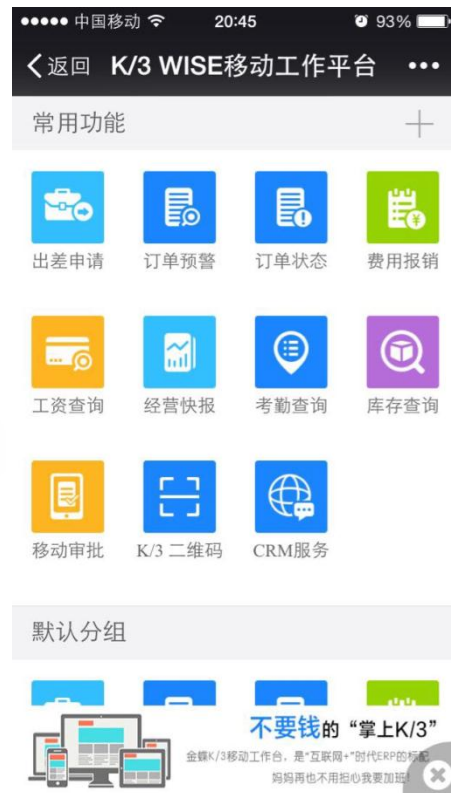 中国移动 20:45 93%
返回 K/3 WISE移动工作平台
常用功能
出差申请 订单预警 订单状态 费用报销
工资查询 经营快报 考勤查询 库存查询
移动审批 K/3 二维码 CRM服务
默认分组
不要钱的“掌上K/3”
金蝶K/3移动工作台，是“互联网+”时代ERP的标配
妈妈再也不用担心我要加班!